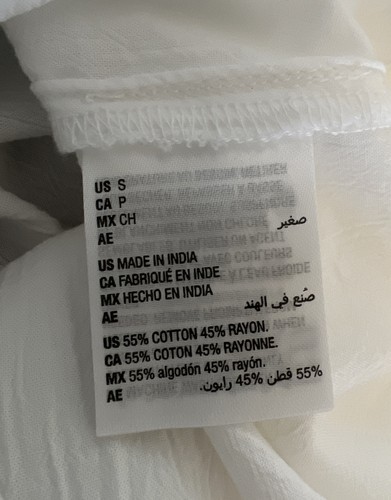 US S
CA P
MX CH
AE صغير
US MADE IN INDIA
CA FABRIQUÉ EN INDE
MX HECHO EN INDIA
AE صُنع في الهند
US 55% COTTON 45% RAYON.
CA 55% COTON 45% RAYONNE.
MX 55% algodón 45% rayón.
AE 55% قطن 45% رايون.